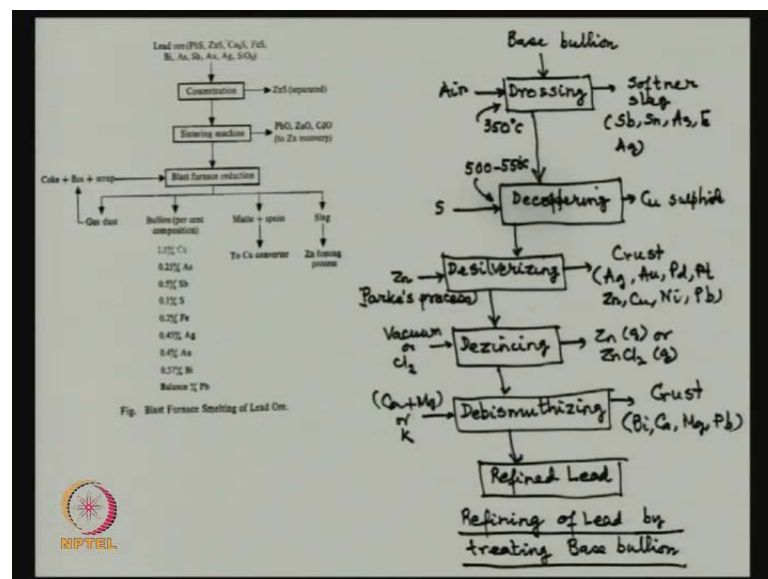 Lead ore (PbS, ZnS, Cu₂S, FeS,
Bi, As, Sb, Au, Ag, SiO₂)
Concentration
ZnS (separated)
Sintering machine
PbO, ZnO, CdO
(to Zn recovery)
Coke + flux + scrap
Blast furnace reduction
Gas dust
Bullion (per cent
composition)
Matte + speiss
Slag
1.0% Cu
0.25% As
0.5% Sb
0.1% S
0.2% Fe
0.45% Ag
0.4% Au
0.37% Bi
Balance % Pb
To Cu converter
Zn fuming
process
Fig. Blast Furnace Smelting of Lead Ore.
Base bullion
Air
Drossing
350°C
Softner
slag
(Sb, Sn, As,
Ag)
500-55
S
Decoppering
Cu sulphide
Zn
Parke's process)
Desilverizing
Crust
(Ag, Au, Pd, Pt
Zn, Cu, Ni, Pb)
Vacuum
or
Cl₂
Dezincing
Zn (g) or
ZnCl₂ (g)
(Ca+Mg)
or
K
Debismuthizing
Crust
(Bi, Ca, Mg, Pb)
Refined Lead
Refining of Lead by
treating Base bullion
NPTEL